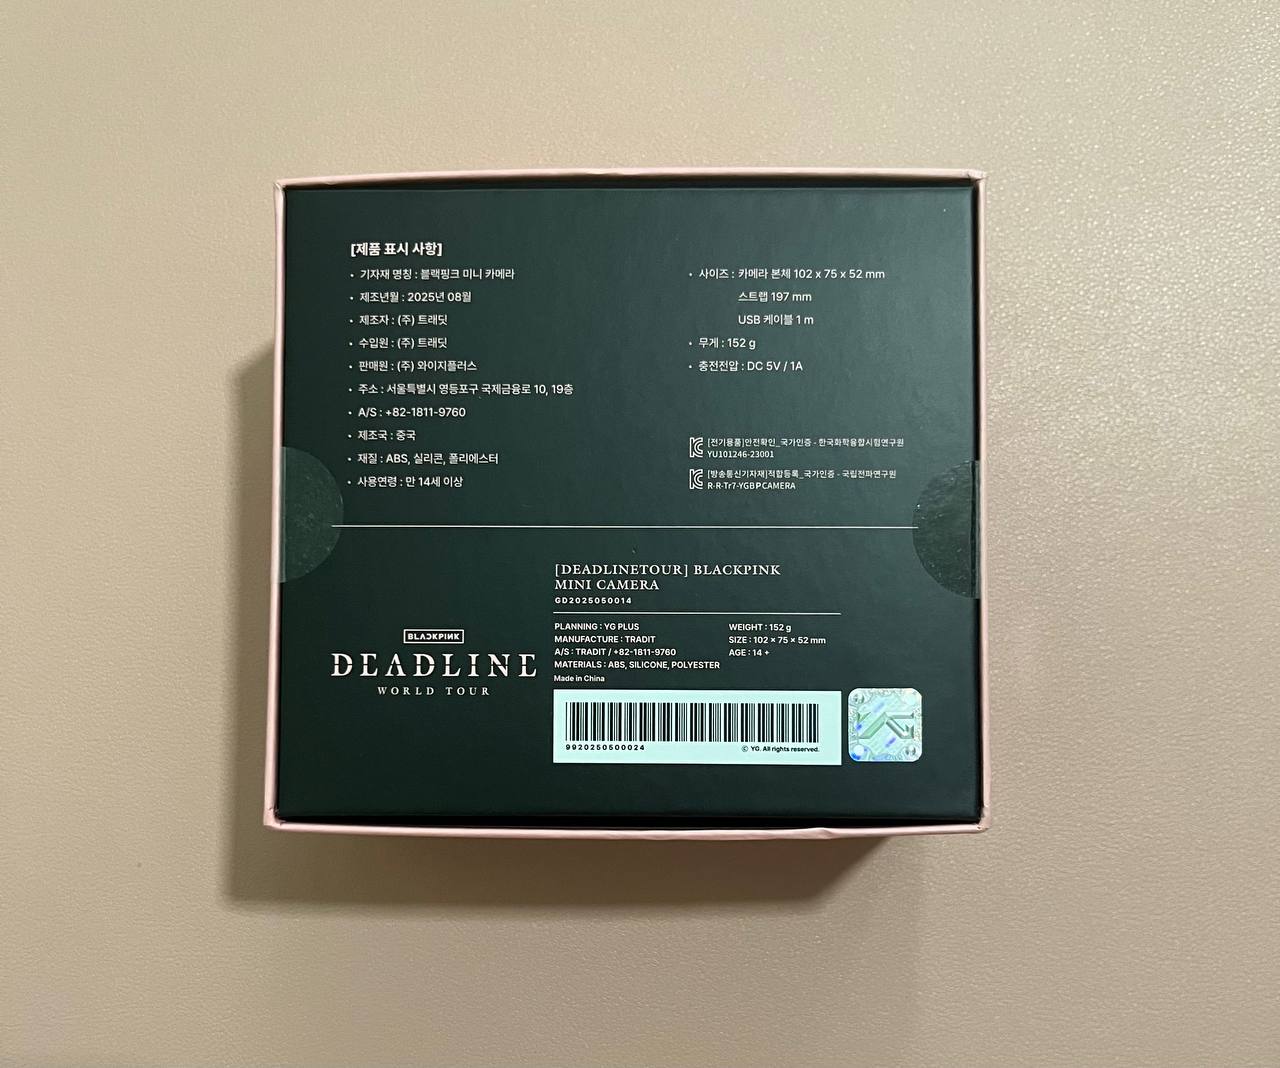 [제품 표시 사항]
• 기자재 명칭 : 블랙핑크 미니 카메라
• 제조년월 : 2025년 08월
• 제조자 : (주) 트래딧
• 수입원 : (주) 트래딧
• 판매원 : (주) 와이지플러스
• 주소 : 서울특별시 영등포구 국제금융로 10, 19층
• A/S : +82-1811-9760
• 제조국 : 중국
• 재질 : ABS, 실리콘, 폴리에스터
• 사용연령 : 만 14세 이상
• 사이즈 : 카메라 본체 102 x 75 x 52 mm
스트랩 197 mm
USB 케이블 1 m
• 무게 : 152 g
• 충전전압 : DC 5V / 1A
[전기용품]안전확인_국가인증 - 한국화학융합시험연구원
YU101246-23001
[방송통신기자재]적합등록_국가인증 - 국립전파연구원
R-R-Tr7-YGBPCAMERA
BLACKPINK
DEADLINE
WORLD TOUR
[DEADLINETOUR] BLACKPINK
MINI CAMERA
GD2025050014
PLANNING : YG PLUS
MANUFACTURE : TRADIT
A/S : TRADIT / +82-1811-9760
MATERIALS : ABS, SILICONE, POLYESTER
Made in China
WEIGHT : 152 g
SIZE : 102 × 75 × 52 mm
AGE : 14 +
9920250500024
© YG. All rights reserved.